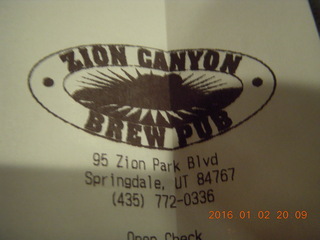 ZION CANYON
BREW PUB
95 Zion Park Blvd
Springdale, UT 84767
(435) 772-0336
Open Check
2016.01.02 20 09